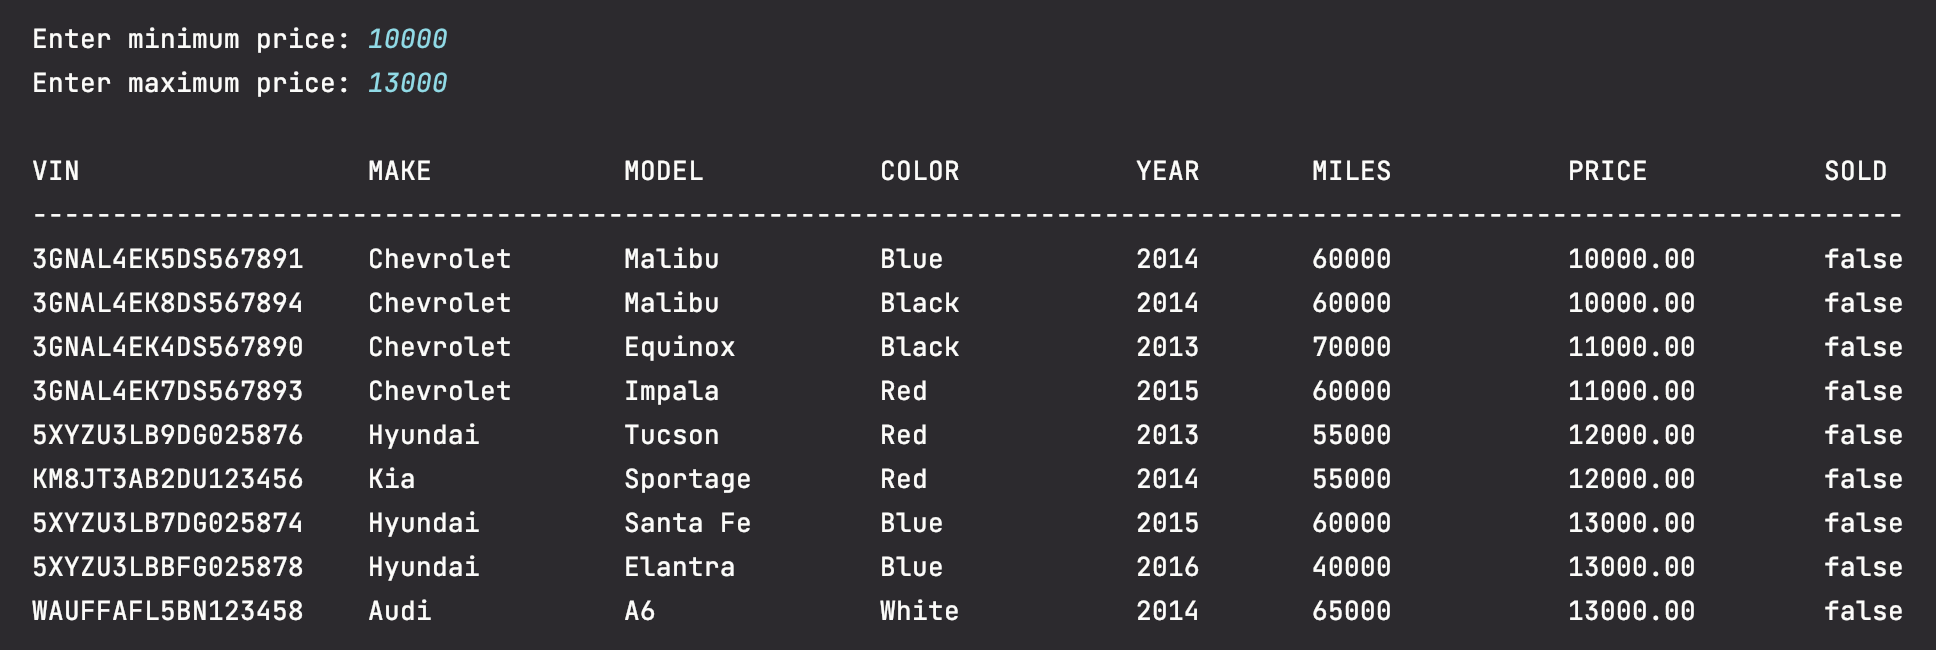 Enter minimum price: 10000
Enter maximum price: 13000
VIN MAKE MODEL COLOR YEAR MILES PRICE SOLD
---------------------------------------------------------------------------------------------------------------------
3GNAL4EK5DS567891 Chevrolet Malibu Blue 2014 60000 10000.00 false
3GNAL4EK8DS567894 Chevrolet Malibu Black 2014 60000 10000.00 false
3GNAL4EK4DS567890 Chevrolet Equinox Black 2013 70000 11000.00 false
3GNAL4EK7DS567893 Chevrolet Impala Red 2015 60000 11000.00 false
5XYZU3LB9DG025876 Hyundai Tucson Red 2013 55000 12000.00 false
KM8JT3AB2DU123456 Kia Sportage Red 2014 55000 12000.00 false
5XYZU3LB7DG025874 Hyundai Santa Fe Blue 2015 60000 13000.00 false
5XYZU3LBBFG025878 Hyundai Elantra Blue 2016 40000 13000.00 false
WAUFFAFL5BN123458 Audi A6 White 2014 65000 13000.00 false